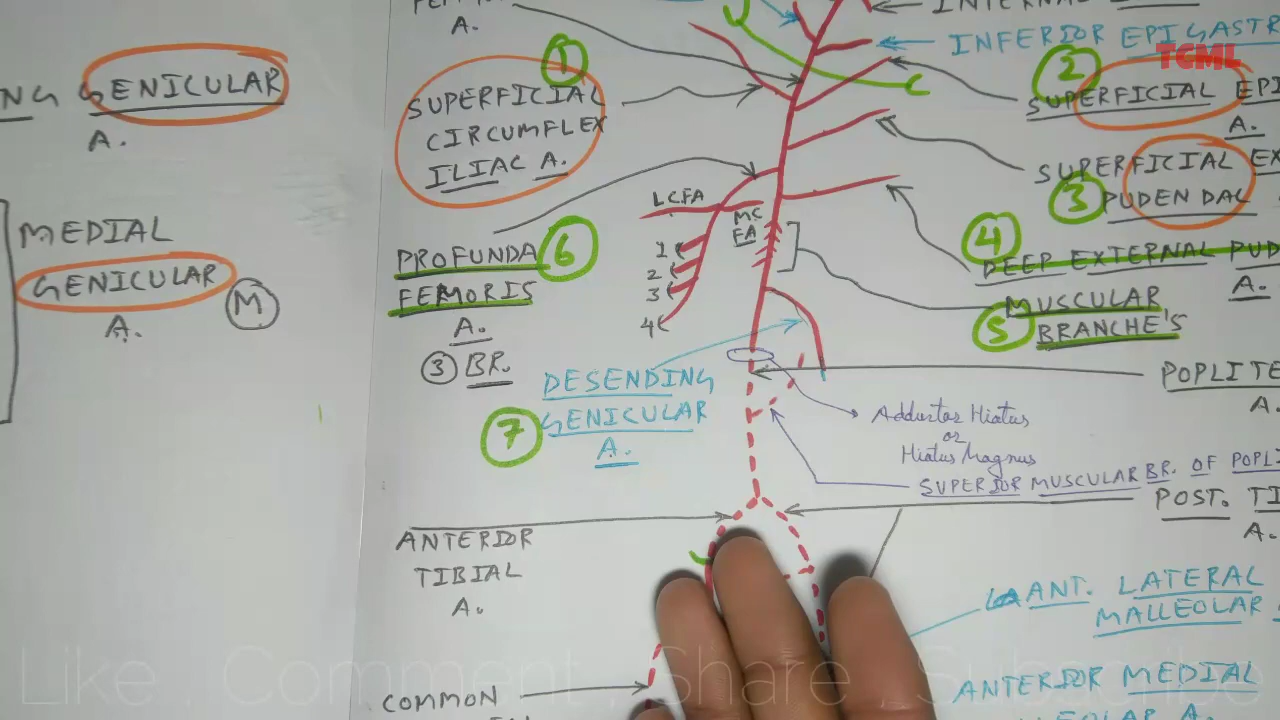 A.
INTERNAL
INFERIOR EPIGASTR
TCML
1
2
NG GENICULAR
A.
SUPERFICIAL
CIRCUMFLEX
ILIAC A.
SUPERFICIAL EPI
A.
SUPERFICIAL EX
3 PUDENDAL
LCFA
MC
FA
MEDIAL
GENICULAR
A.
M
PROFUNDA 6
FEMORIS
A.
3 BR.
1
2
3
4
4
DEEP EXTERNAL PUD
A.
MUSCULAR
5 BRANCHE'S
DESENDING
7 GENICULAR
A.
POPLITE
A.
Adductor Hiatus
or
Hiatus Magnus
SUPERIOR MUSCULAR BR. OF POPLI
POST. TI
A.
ANTERIOR
TIBIAL
A.
ANT. LATERAL
MALLEOLAR
COMMON
ANTERIOR MEDIAL
Like , Comment , Share , Subscribe